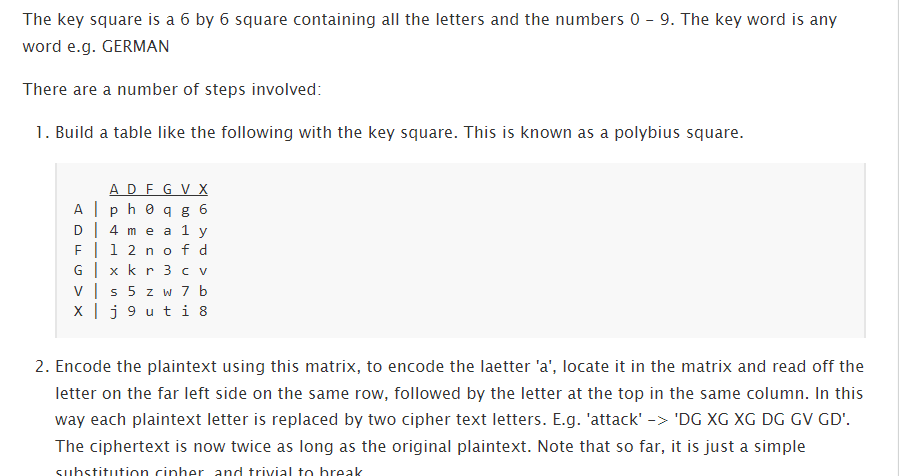 The key square is a 6 by 6 square containing all the letters and the numbers 0 – 9. The key word is any
word e.g. GERMAN
There are a number of steps involved:
1. Build a table like the following with the key square. This is known as a polybius square.
A D F G V X
A | p h 0 q g 6
D | 4 m e a 1 y
F | l 2 n o f d
G | x k r 3 c v
V | s 5 z w 7 b
X | j 9 u t i 8
2. Encode the plaintext using this matrix, to encode the laetter 'a', locate it in the matrix and read off the
letter on the far left side on the same row, followed by the letter at the top in the same column. In this
way each plaintext letter is replaced by two cipher text letters. E.g. 'attack' –> 'DG XG XG DG GV GD'.
The ciphertext is now twice as long as the original plaintext. Note that so far, it is just a simple
substitution cipher, and trivial to break